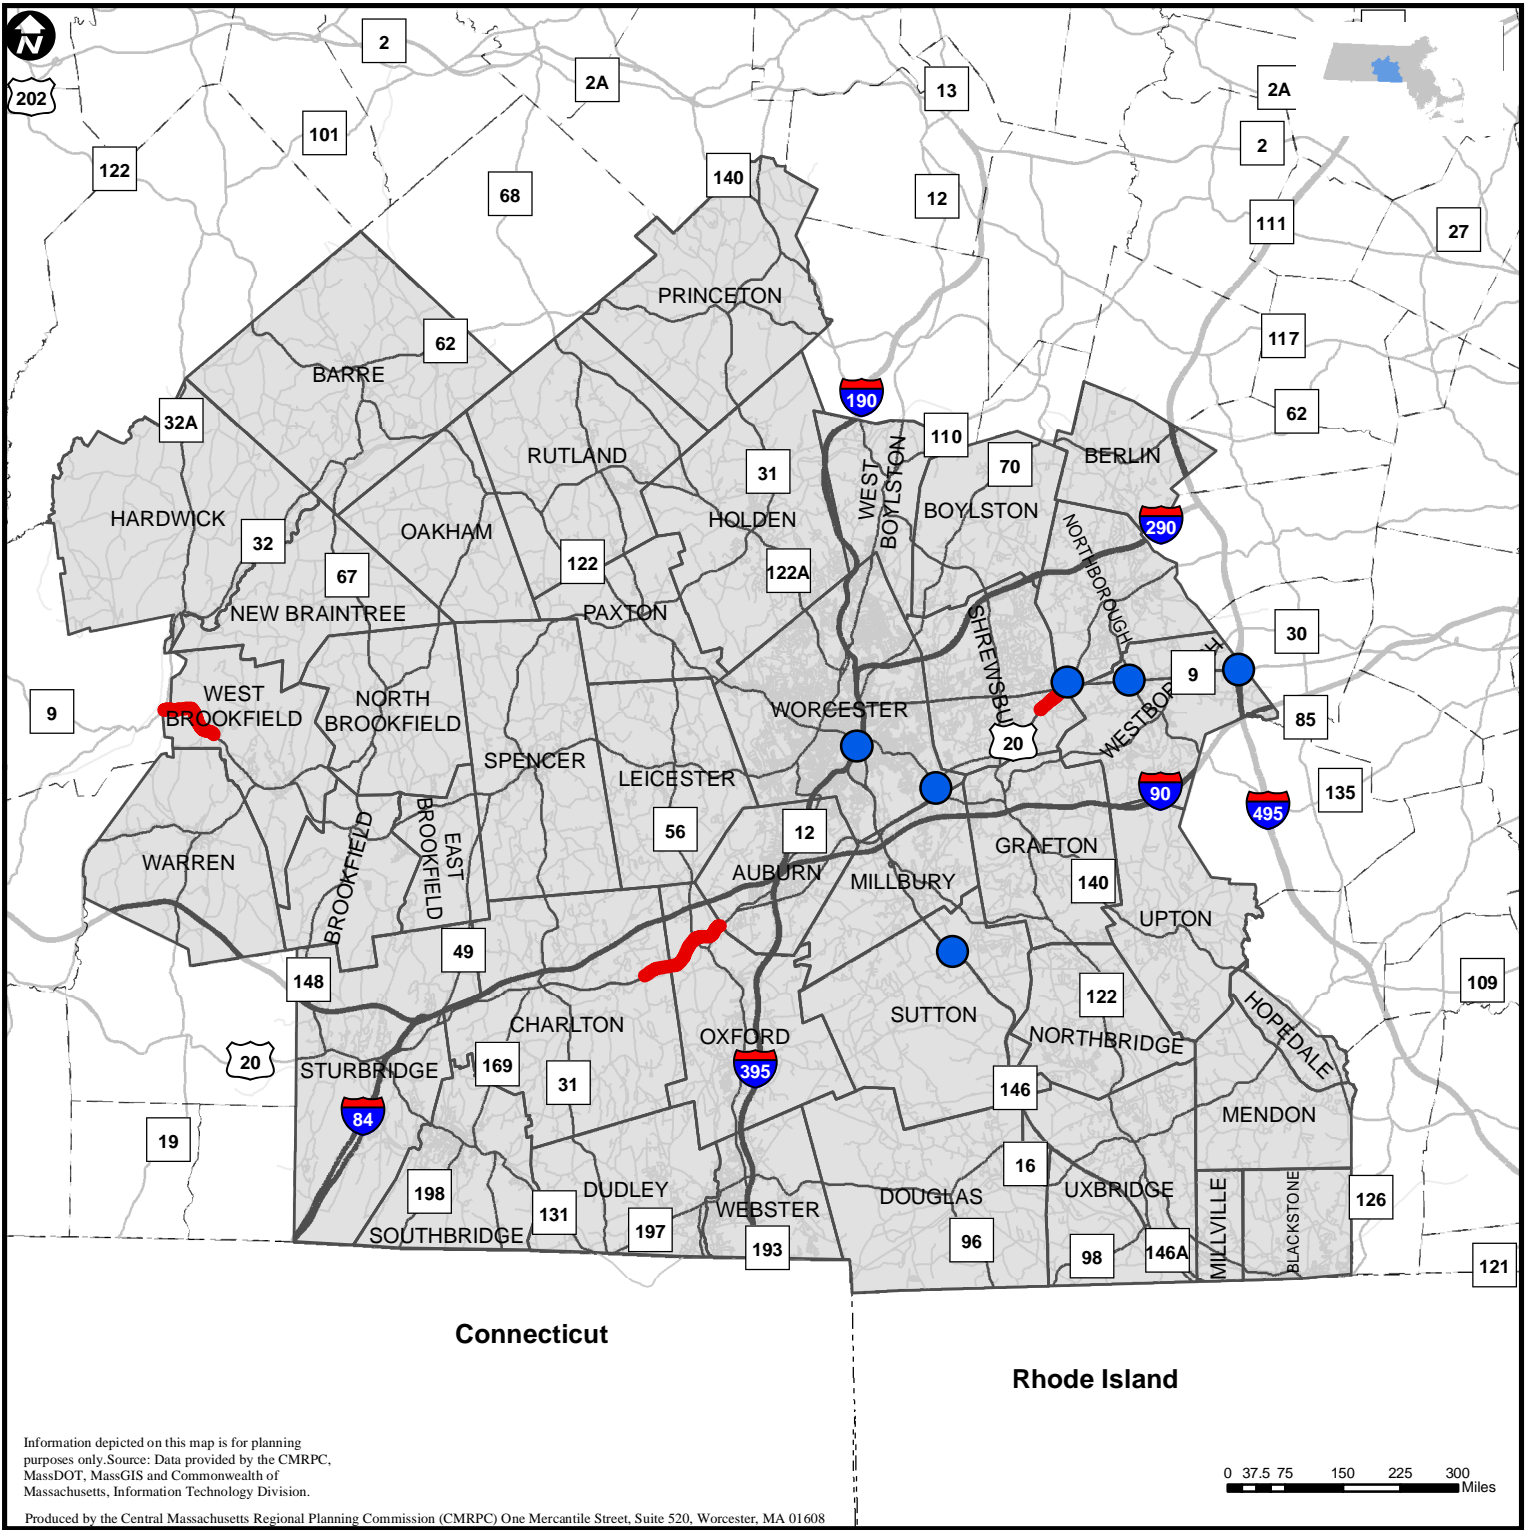 N
2
202
2A
13
2A
101
2
122
140
68
12
111
27
PRINCETON
117
62
BARRE
190
62
32A
110
RUTLAND
BERLIN
31
70
WEST
BOYLSTON
HARDWICK
HOLDEN
BOYLSTON
290
OAKHAM
32
NORTHBOROUGH
122
122A
67
NEW BRAINTREE
PAXTON
30
SHREWSBU
9
WEST
BROOKFIELD
NORTH
BROOKFIELD
WORCESTER
9
H
WESTBOR
85
20
SPENCER
LEICESTER
90
135
495
56
12
BROOKFIELD
EAST
BROOKFIELD
WARREN
GRAFTON
AUBURN
MILLBURY
140
UPTON
49
148
109
122
SUTTON
HOPEDALE
CHARLTON
OXFORD
NORTHBRIDGE
20
169
STURBRIDGE
395
31
146
84
MENDON
19
16
198
DUDLEY
DOUGLAS
UXBRIDGE
MILLVILLE
BLACKSTONE
126
131
WEBSTER
197
SOUTHBRIDGE
193
96
98
146A
121
Connecticut
Rhode Island
Information depicted on this map is for planning
purposes only.Source: Data provided by the CMRPC,
MassDOT, MassGIS and Commonwealth of
Massachusetts, Information Technology Division.
0 37.5 75 150 225 300
Miles
Produced by the Central Massachusetts Regional Planning Commission (CMRPC) One Mercantile Street, Suite 520, Worcester, MA 01608